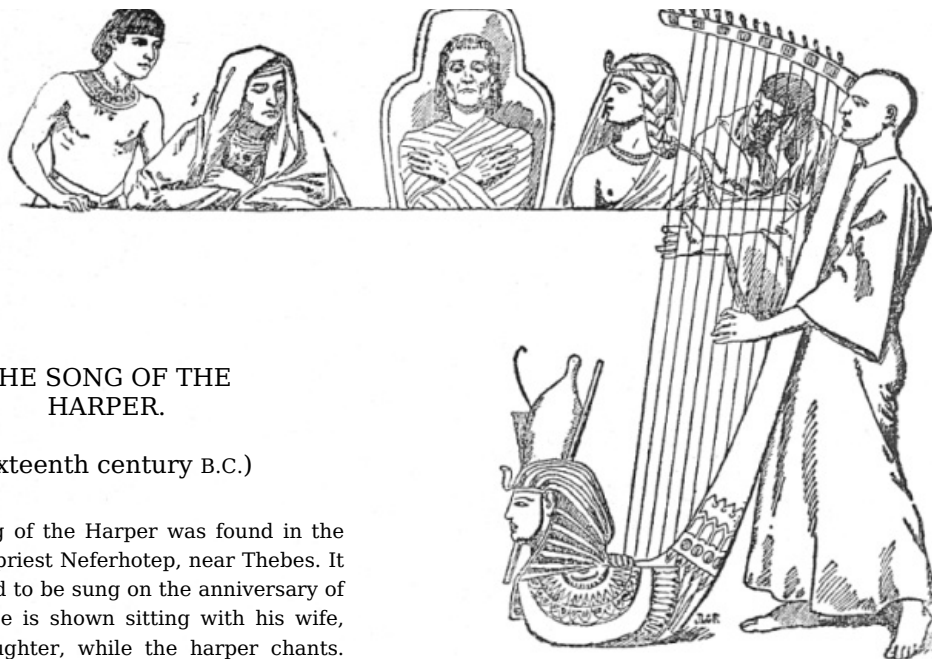 HE SONG OF THE
HARPER.
xteenth century B.C.)
g of the Harper was found in the
priest Neferhotep, near Thebes. It
d to be sung on the anniversary of
e is shown sitting with his wife,
ughter, while the harper chants.